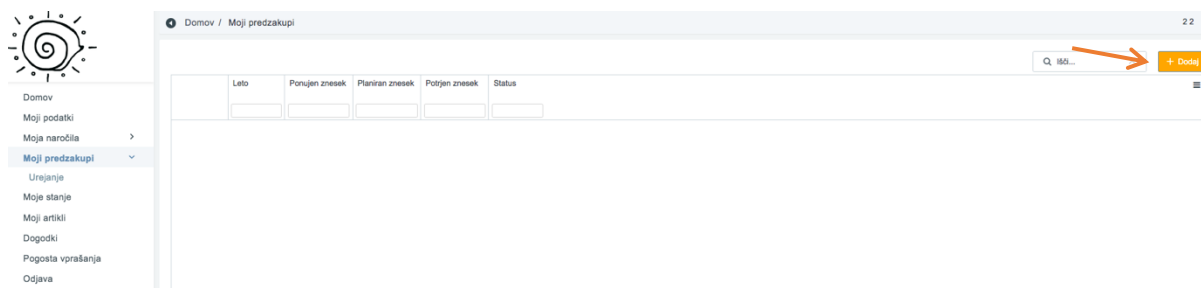 Domov / Moji predzakupi
2 2
Išči...
+ Dodaj
Leto Ponujen znesek Planiran znesek Potrjen znesek Status
Domov
Moji podatki
Moja naročila
Moji predzakupi
Urejanje
Moje stanje
Moji artikli
Dogodki
Pogosta vprašanja
Odjava